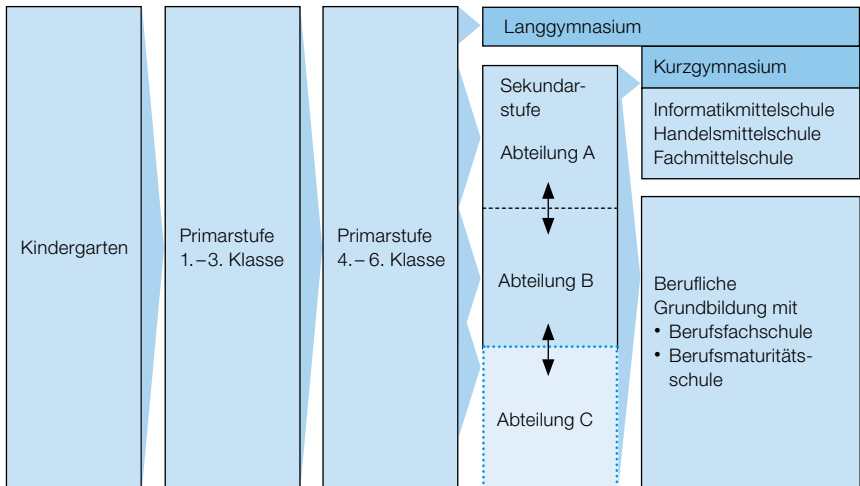 Kindergarten
Primarstufe
1.–3. Klasse
Primarstufe
4.–6. Klasse
Langgymnasium
Sekundar-
stufe
Abteilung A
Abteilung B
Abteilung C
Kurzgymnasium
Informatikmittelschule
Handelsmittelschule
Fachmittelschule
Berufliche
Grundbildung mit
• Berufsfachschule
• Berufsmaturitäts-
schule